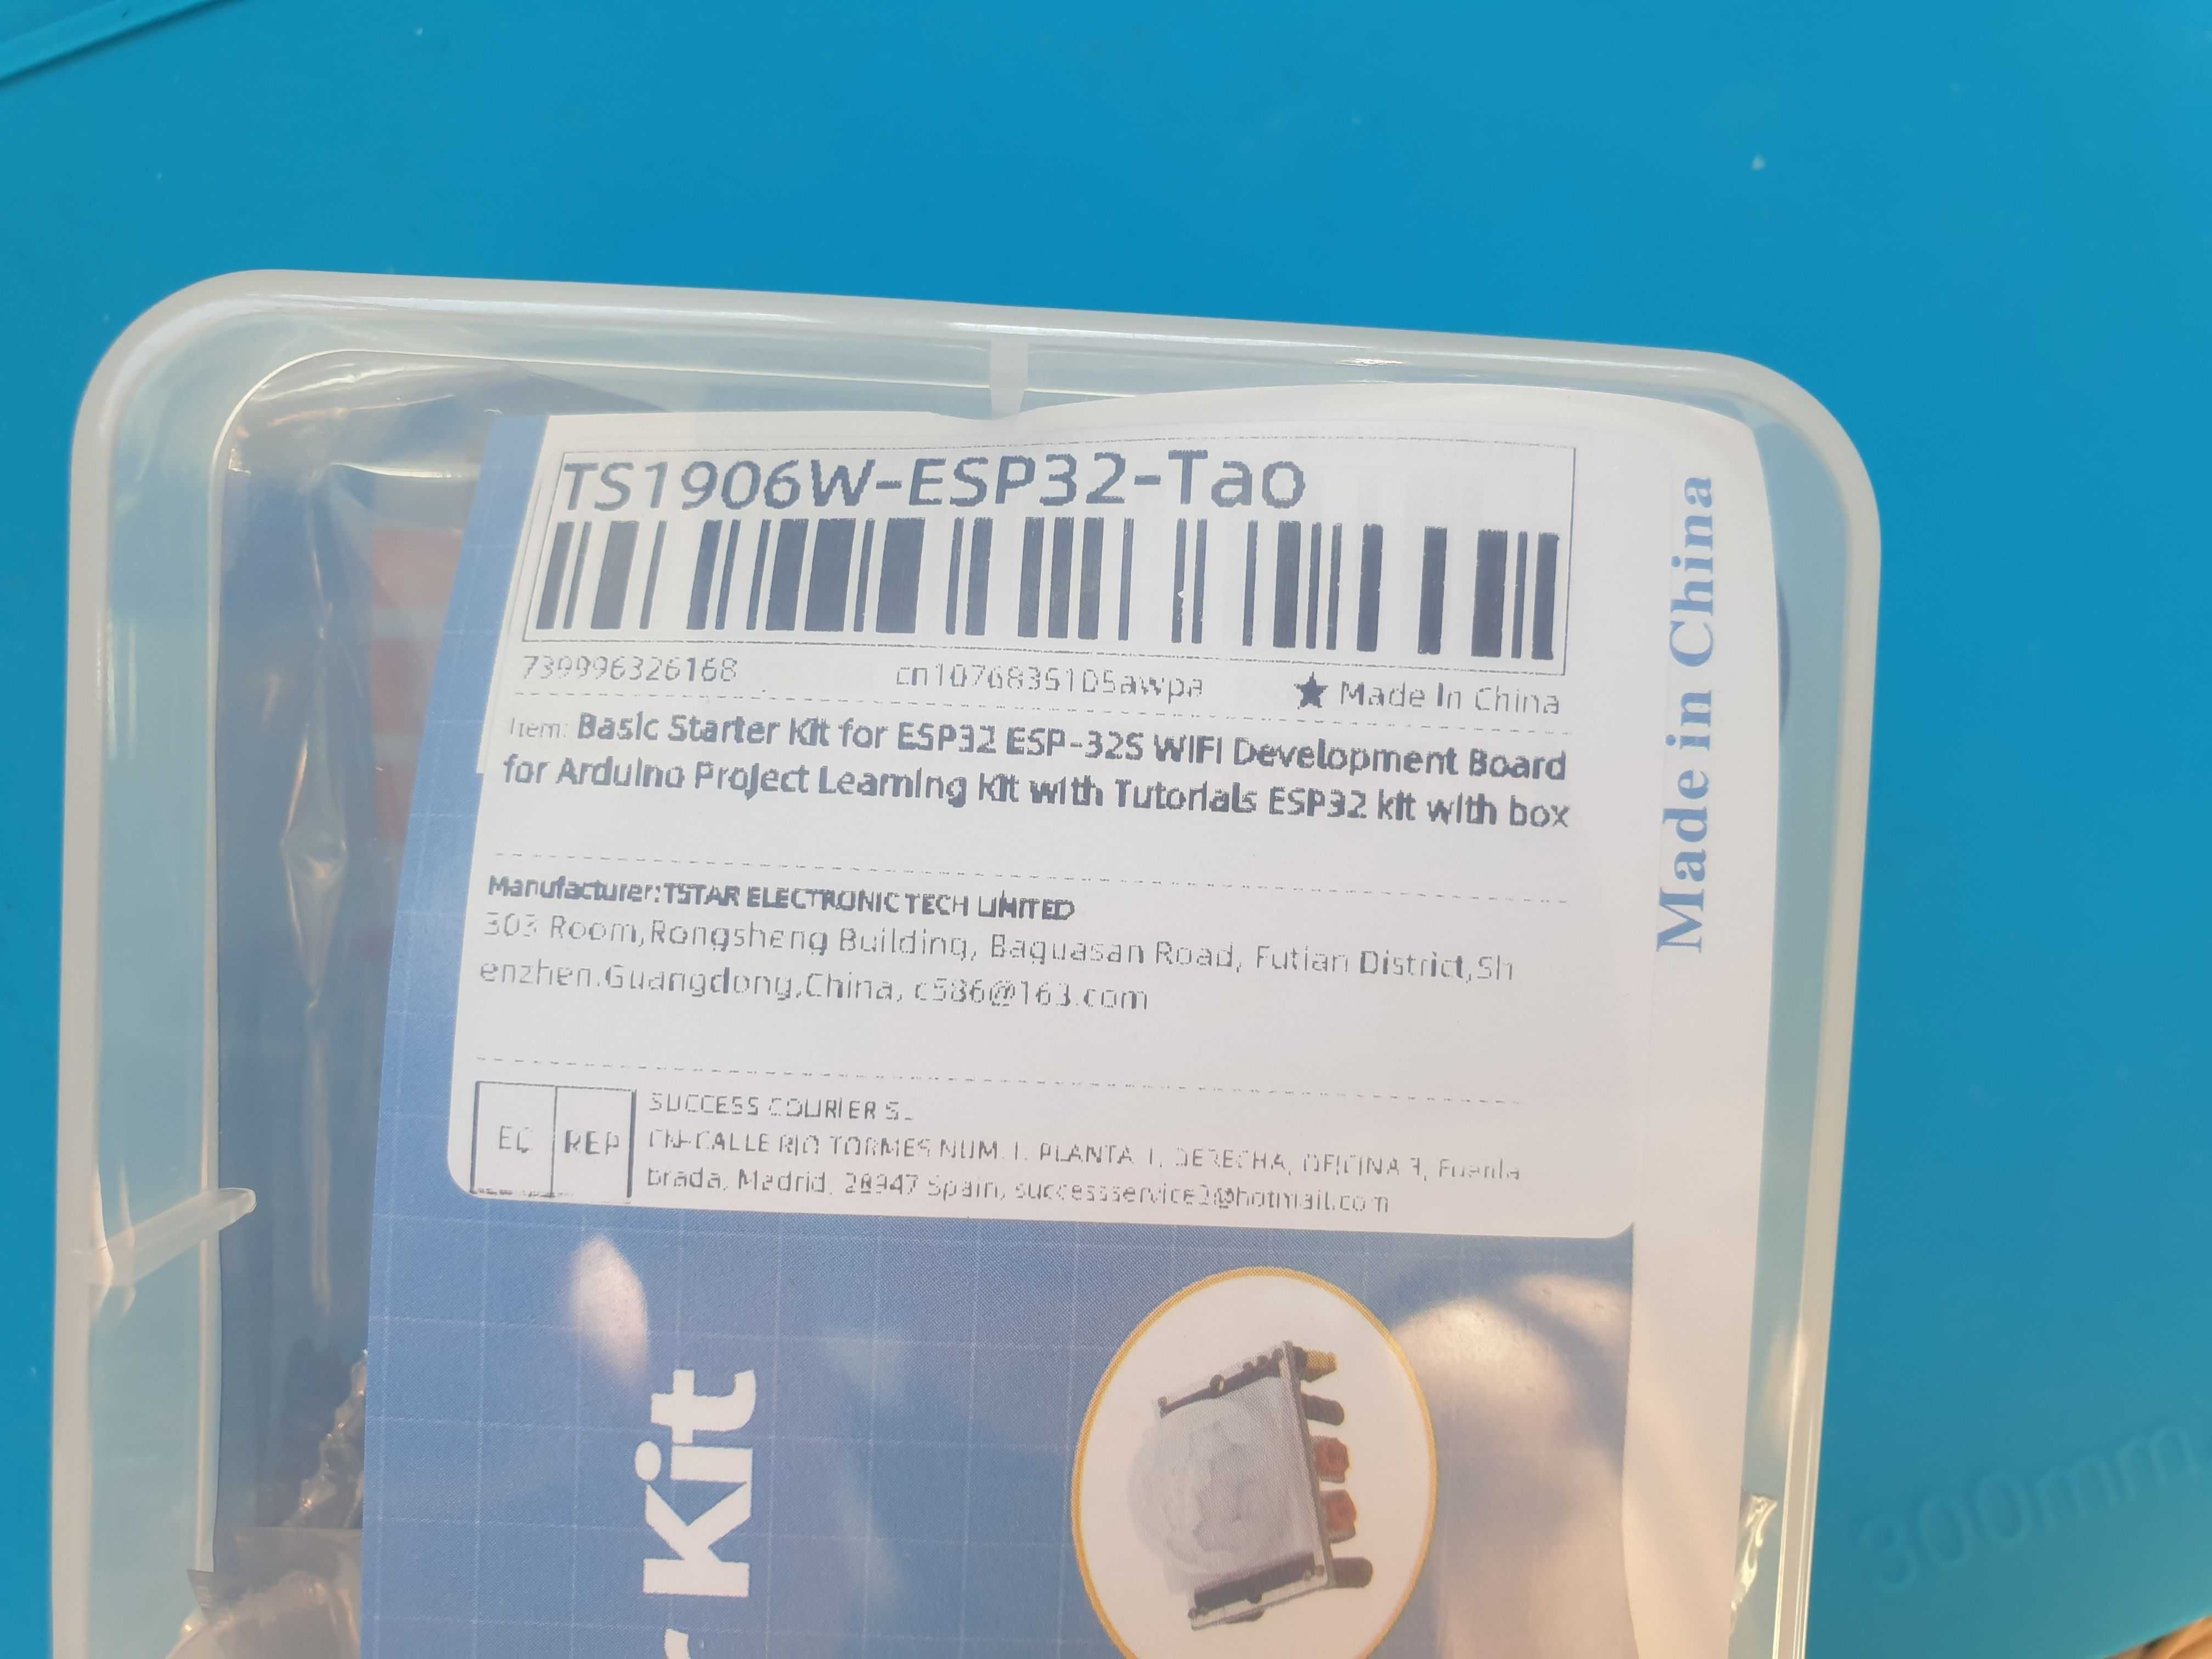 TS1906W-ESP32-Tao
739996326168 cn1076835105awpa ★ Made In China
Item: Basic Starter Kit for ESP32 ESP-32S WIFI Development Board
for Arduino Project Learning Kit with Tutorials ESP32 kit with box
Manufacturer:TSTAR ELECTRONIC TECH LIMITED
303 Room,Rongsheng Building, Baguasan Road, Futian District,Sh
enzhen,Guangdong,China, c586@163.com
EC REP
SUCCESS COURIER SL
CALLE RIO TORMES NUM. 1, PLANTA 1, DERECHA, OFICINA Fuenla
brada, Madrid, 28947 Spain, successservice2@hotmail.com
Made in China
Kit
300mm